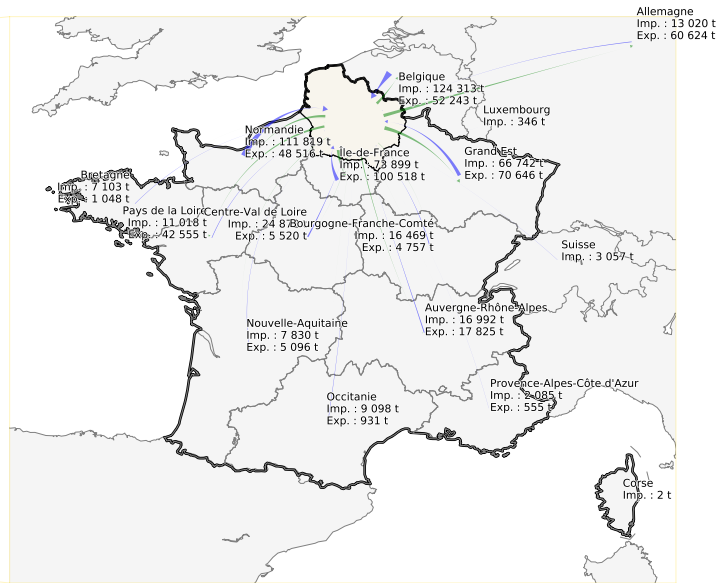 Allemagne
Imp. : 13 020 t
Exp. : 60 624 t
Belgique
Imp. : 124 313 t
Exp. : 52 243 t
Luxembourg
Imp. : 346 t
Normandie
Imp. : 111 819 t
Exp. : 48 516 t
Île-de-France
Imp. : 73 899 t
Exp. : 100 518 t
Grand-Est
Imp. : 66 742 t
Exp. : 70 646 t
Bretagne
Imp. : 7 103 t
Exp. : 1 048 t
Pays de la Loire
Imp. : 11 018 t
Exp. : 42 555 t
Centre-Val de Loire
Imp. : 24 87
Exp. : 5 520 t
Bourgogne-Franche-Comté
Imp. : 16 469 t
Exp. : 4 757 t
Suisse
Imp. : 3 057 t
Nouvelle-Aquitaine
Imp. : 7 830 t
Exp. : 5 096 t
Auvergne-Rhône-Alpes
Imp. : 16 992 t
Exp. : 17 825 t
Occitanie
Imp. : 9 098 t
Exp. : 931 t
Provence-Alpes-Côte d'Azur
Imp. : 2 085 t
Exp. : 555 t
Corse
Imp. : 2 t